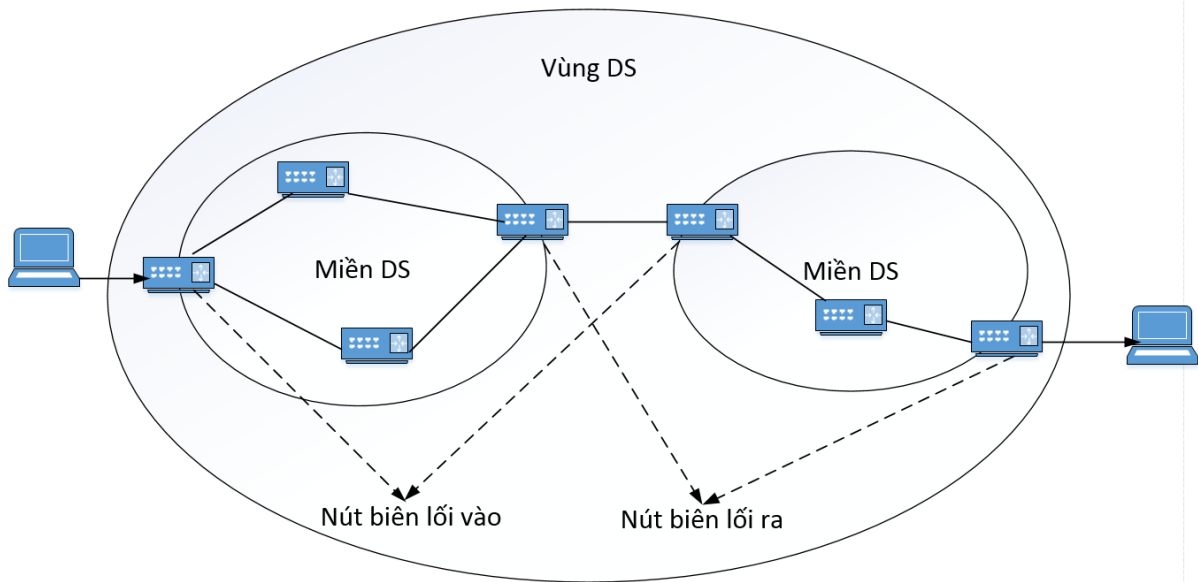 Vùng DS
Miền DS
Miền DS
Nút biên lối vào
Nút biên lối ra